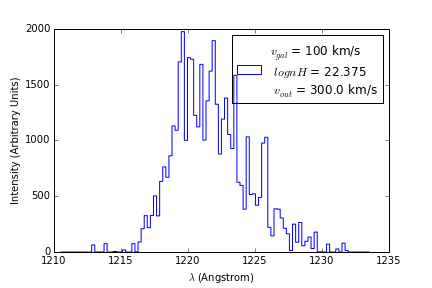 2000
1500
1000
500
0
1210
1215
1220
1225
1230
1235
Intensity (Arbitrary Units)
λ (Angstrom)
v_gal = 100 km/s
lognH = 22.375
v_out = 300.0 km/s